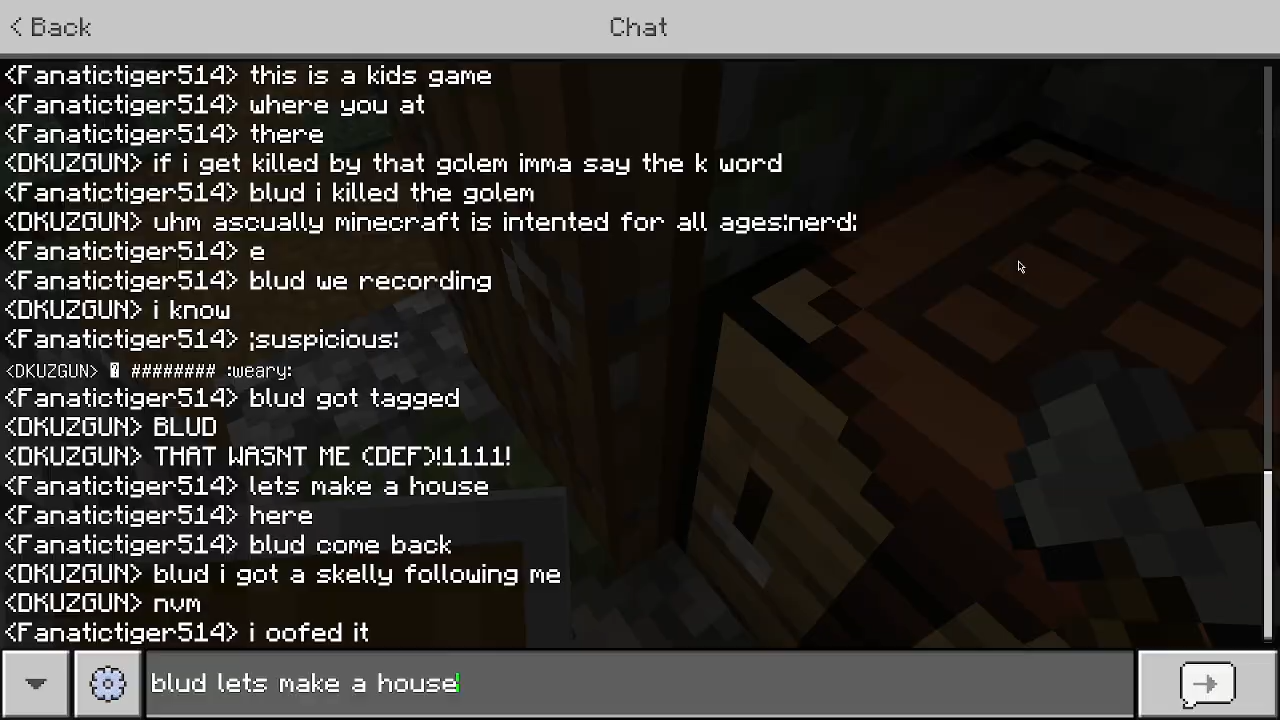 < Back
Chat
<Fanatictiger514> this is a kids game
<Fanatictiger514> where you at
<Fanatictiger514> there
<DKUZGUN> if i get killed by that golem imma say the k word
<Fanatictiger514> blud i killed the golem
<DKUZGUN> uhm ascually minecraft is intented for all ages:nerd:
<Fanatictiger514> e
<Fanatictiger514> blud we recording
<DKUZGUN> i know
<Fanatictiger514> :suspicious:
<DKUZGUN> ######## :weary:
<Fanatictiger514> blud got tagged
<DKUZGUN> BLUD
<DKUZGUN> THAT WASNT ME (DEF)!1111!
<Fanatictiger514> lets make a house
<Fanatictiger514> here
<Fanatictiger514> blud come back
<DKUZGUN> blud i got a skelly following me
<DKUZGUN> nvm
<Fanatictiger514> i oofed it
blud lets make a house